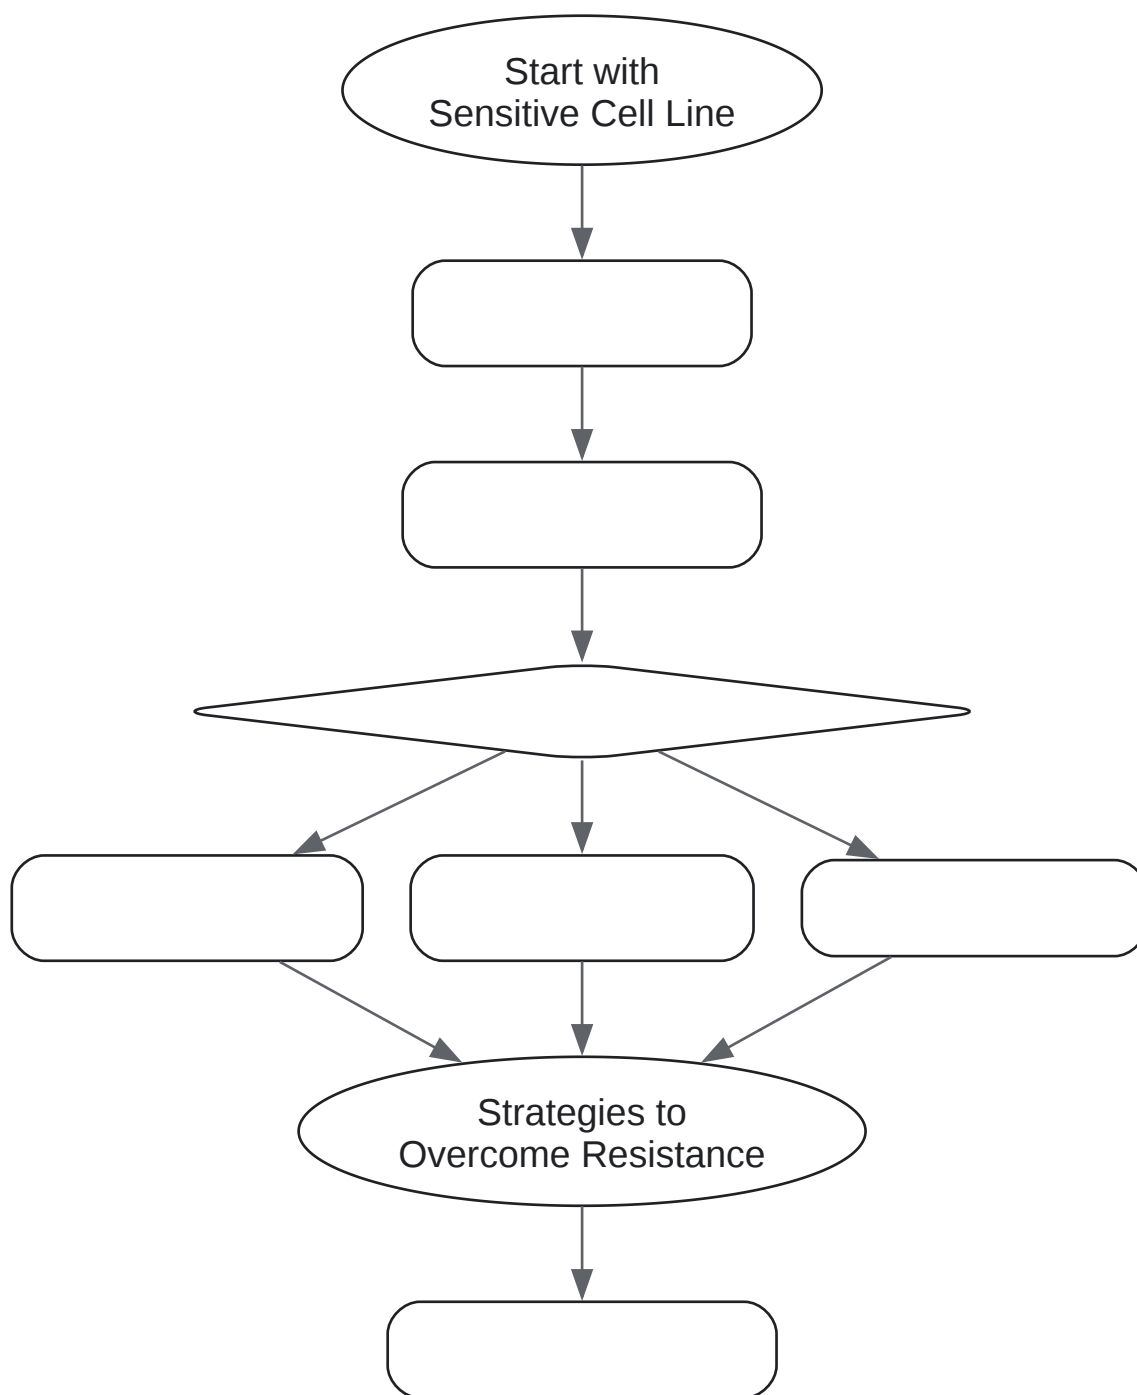 Start with
Sensitive Cell Line
Strategies to
Overcome Resistance